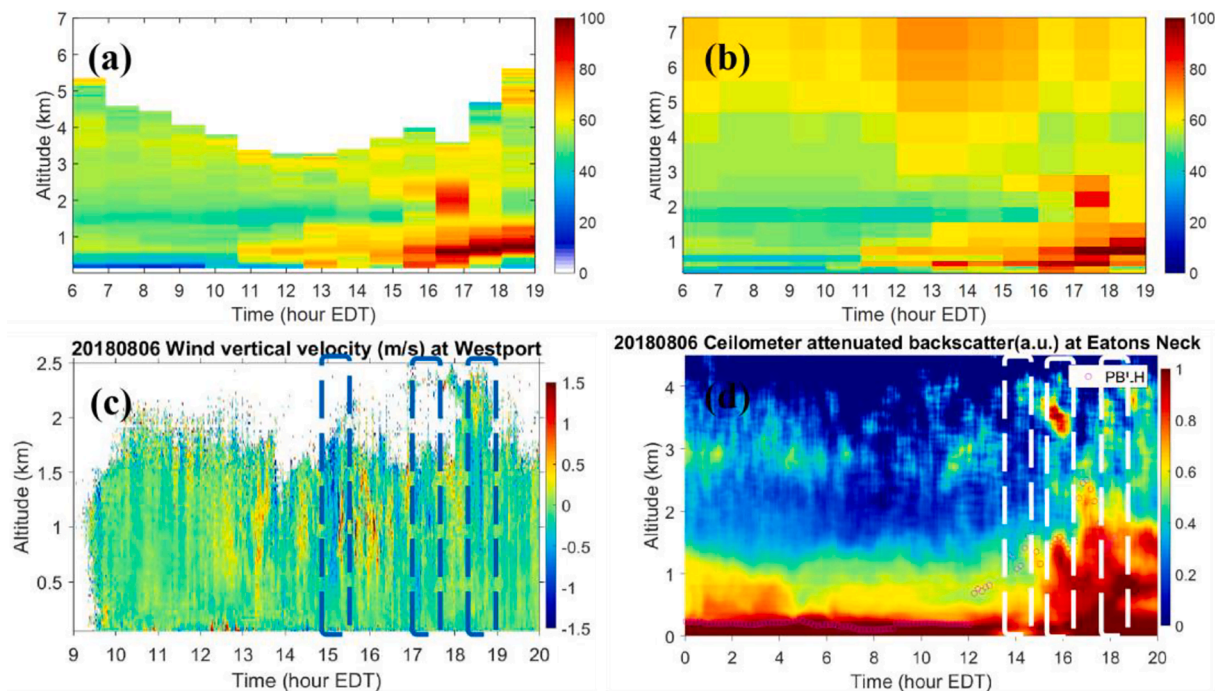 (a)
7
6
5
4
3
2
1
Altitude (km)
6 7 8 9 10 11 12 13 14 15 16 17 18 19
Time (hour EDT)
100
80
60
40
20
0
(b)
7
6
5
4
3
2
1
Altitude (km)
6 7 8 9 10 11 12 13 14 15 16 17 18 19
Time (hour EDT)
100
80
60
40
20
0
20180806 Wind vertical velocity (m/s) at Westport
(c)
2.5
2
1.5
1
0.5
Altitude (km)
9 10 11 12 13 14 15 16 17 18 19 20
Time (hour EDT)
1.5
1
0.5
0
-0.5
-1
-1.5
20180806 Ceilometer attenuated backscatter(a.u.) at Eatons Neck
(d)
PBLH
4
3
2
1
0
Altitude (km)
0 2 4 6 8 10 12 14 16 18 20
Time (hour EDT)
1
0.8
0.6
0.4
0.2
0